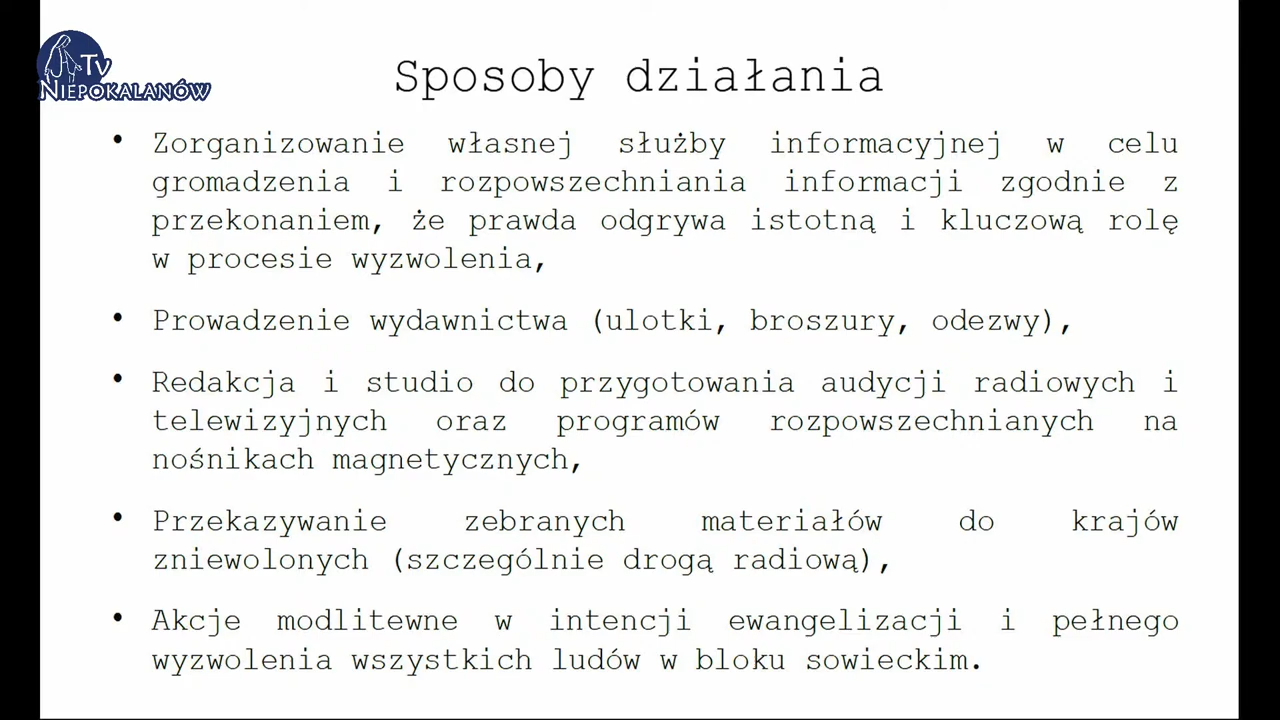 Tv
NIEPOKALANÓW
Sposoby działania
• Zorganizowanie własnej służby informacyjnej w celu
gromadzenia i rozpowszechniania informacji zgodnie z
przekonaniem, że prawda odgrywa istotną i kluczową rolę
w procesie wyzwolenia,
• Prowadzenie wydawnictwa (ulotki, broszury, odezwy),
• Redakcja i studio do przygotowania audycji radiowych i
telewizyjnych oraz programów rozpowszechnianych na
nośnikach magnetycznych,
• Przekazywanie zebranych materiałów do krajów
zniewolonych (szczególnie drogą radiową),
• Akcje modlitewne w intencji ewangelizacji i pełnego
wyzwolenia wszystkich ludów w bloku sowieckim.